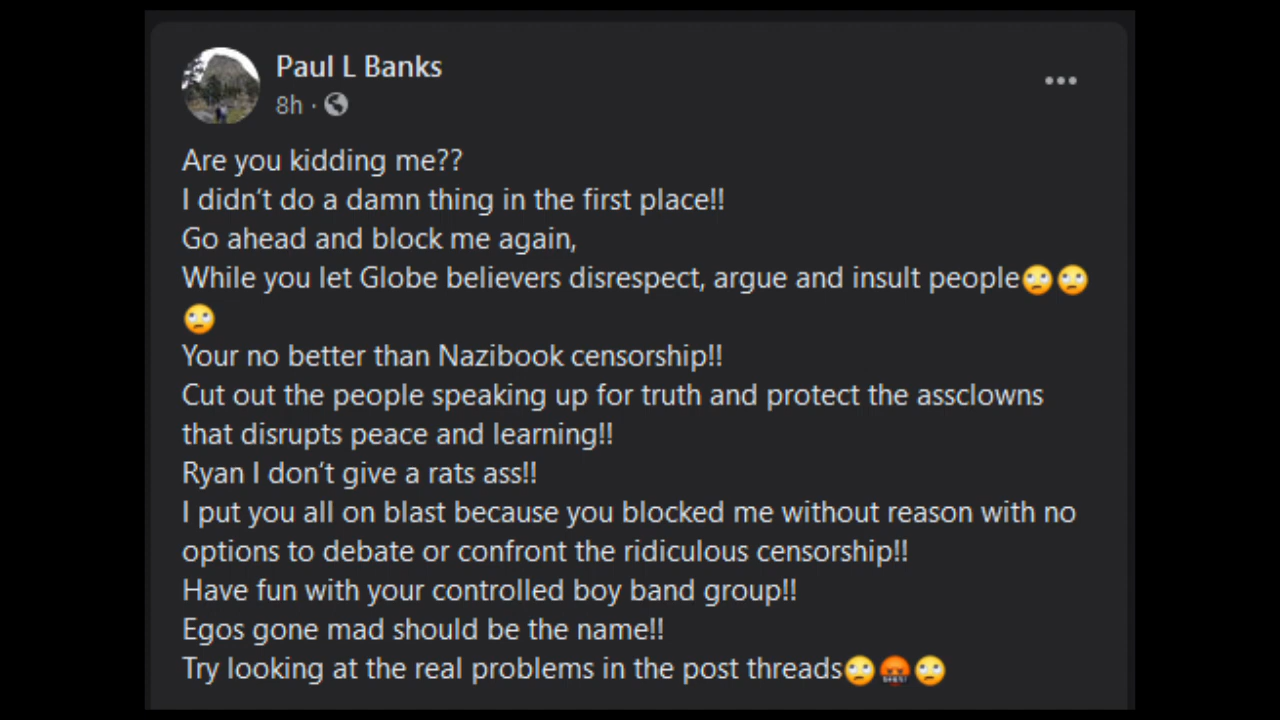 Paul L Banks
8h ·
Are you kidding me??
I didn't do a damn thing in the first place!!
Go ahead and block me again,
While you let Globe believers disrespect, argue and insult people🙄🙄
🙄
Your no better than Nazibook censorship!!
Cut out the people speaking up for truth and protect the assclowns
that disrupts peace and learning!!
Ryan I don't give a rats ass!!
I put you all on blast because you blocked me without reason with no
options to debate or confront the ridiculous censorship!!
Have fun with your controlled boy band group!!
Egos gone mad should be the name!!
Try looking at the real problems in the post threads🙄🤬🙄